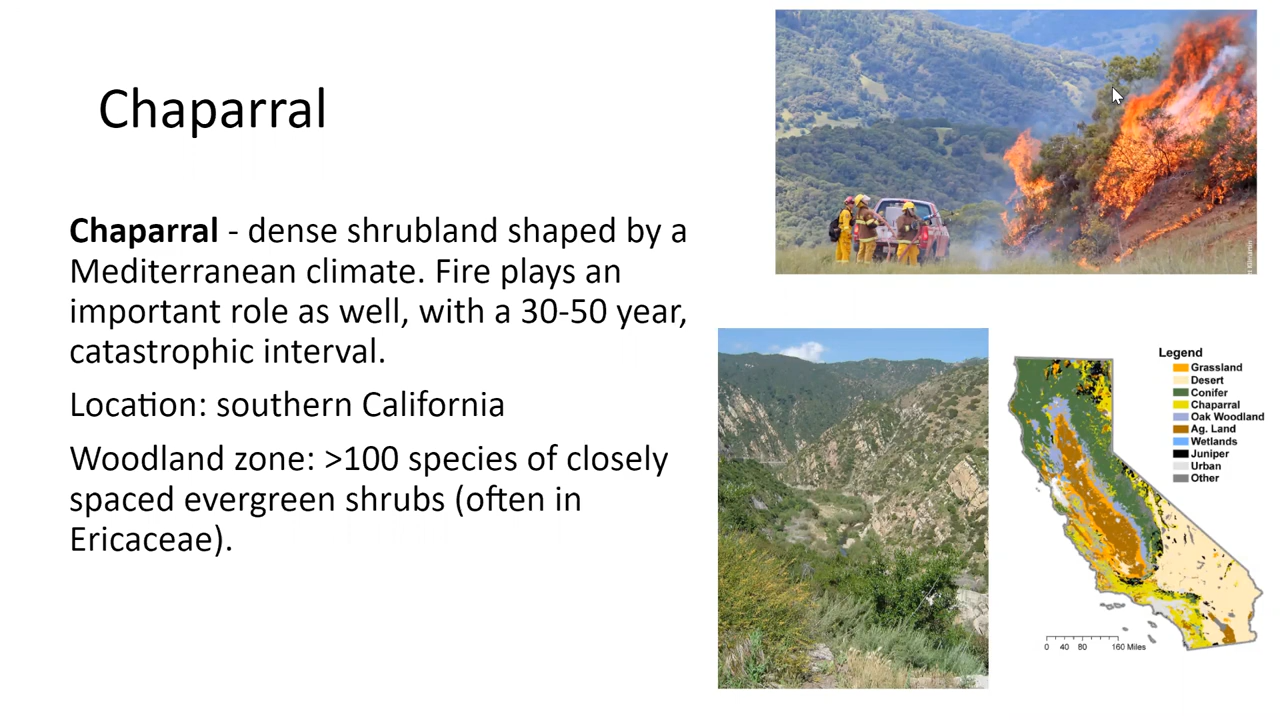 Chaparral
Chaparral - dense shrubland shaped by a
Mediterranean climate. Fire plays an
important role as well, with a 30-50 year,
catastrophic interval.
Location: southern California
Woodland zone: >100 species of closely
spaced evergreen shrubs (often in
Ericaceae).
Legend
Grassland
Desert
Conifer
Chaparral
Oak Woodland
Ag. Land
Wetlands
Juniper
Urban
Other
0 40 80 160 Miles